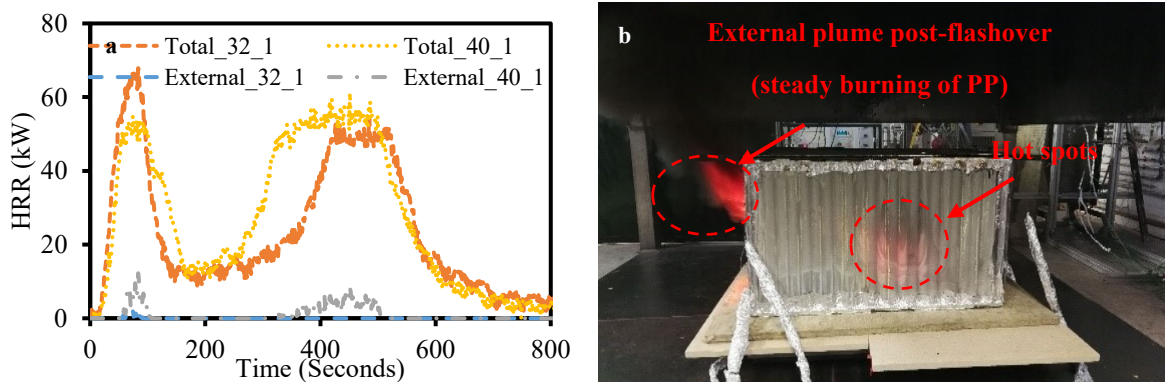 80
a
Total_32_1
Total_40_1
External_32_1
External_40_1
60
40
20
0
HRR (kW)
0
200
400
600
800
Time (Seconds)
b
External plume post-flashover
(steady burning of PP)
Hot spots